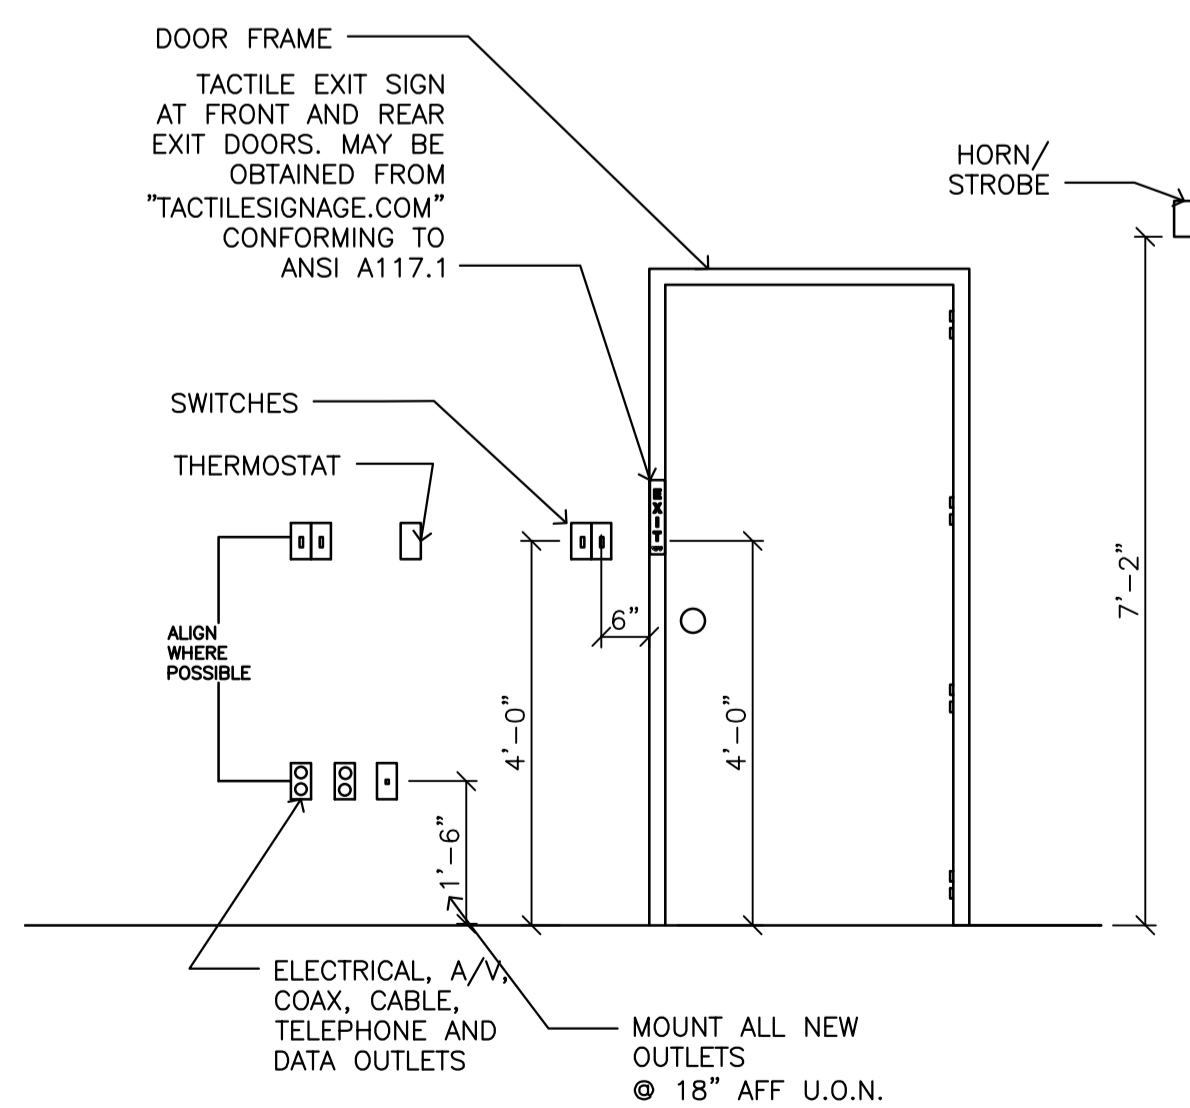 DOOR FRAME
TACTILE EXIT SIGN
AT FRONT AND REAR
EXIT DOORS. MAY BE
OBTAINED FROM
"TACTILESIGNAGE.COM"
CONFORMING TO
ANSI A117.1
HORN/
STROBE
SWITCHES
THERMOSTAT
EXIT
6"
7'-2"
ALIGN
WHERE
POSSIBLE
4'-0"
4'-0"
1'-6"
ELECTRICAL, A/V,
COAX, CABLE,
TELEPHONE AND
DATA OUTLETS
MOUNT ALL NEW
OUTLETS
@ 18" AFF U.O.N.